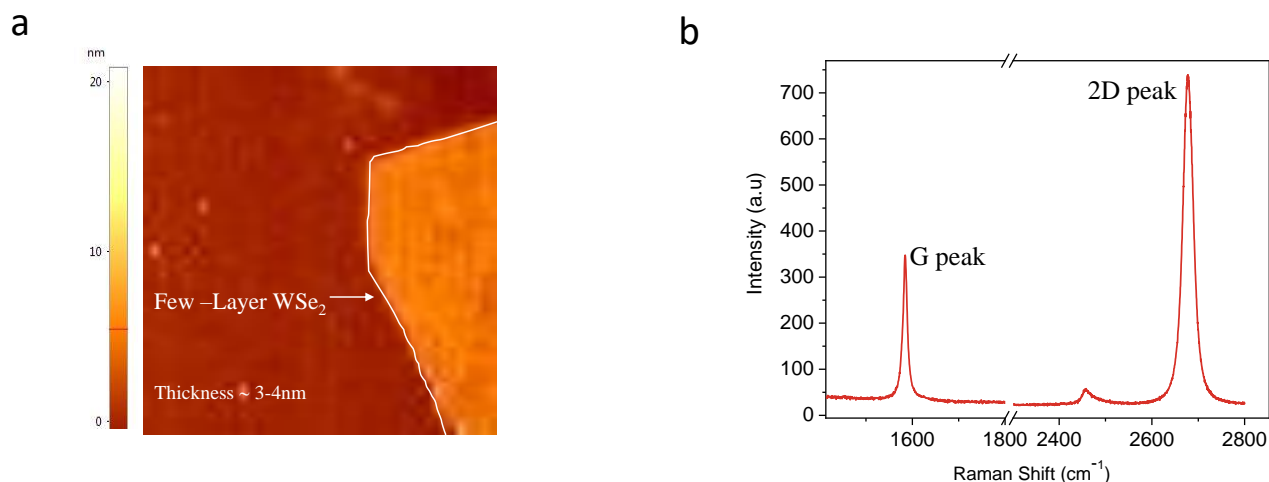 a
nm
20
10
0
Few –Layer WSe₂
Thickness ~ 3-4nm
b
Intensity (a.u)
700
600
500
400
300
200
100
0
G peak
2D peak
1600
1800
2400
2600
2800
Raman Shift (cm⁻¹)